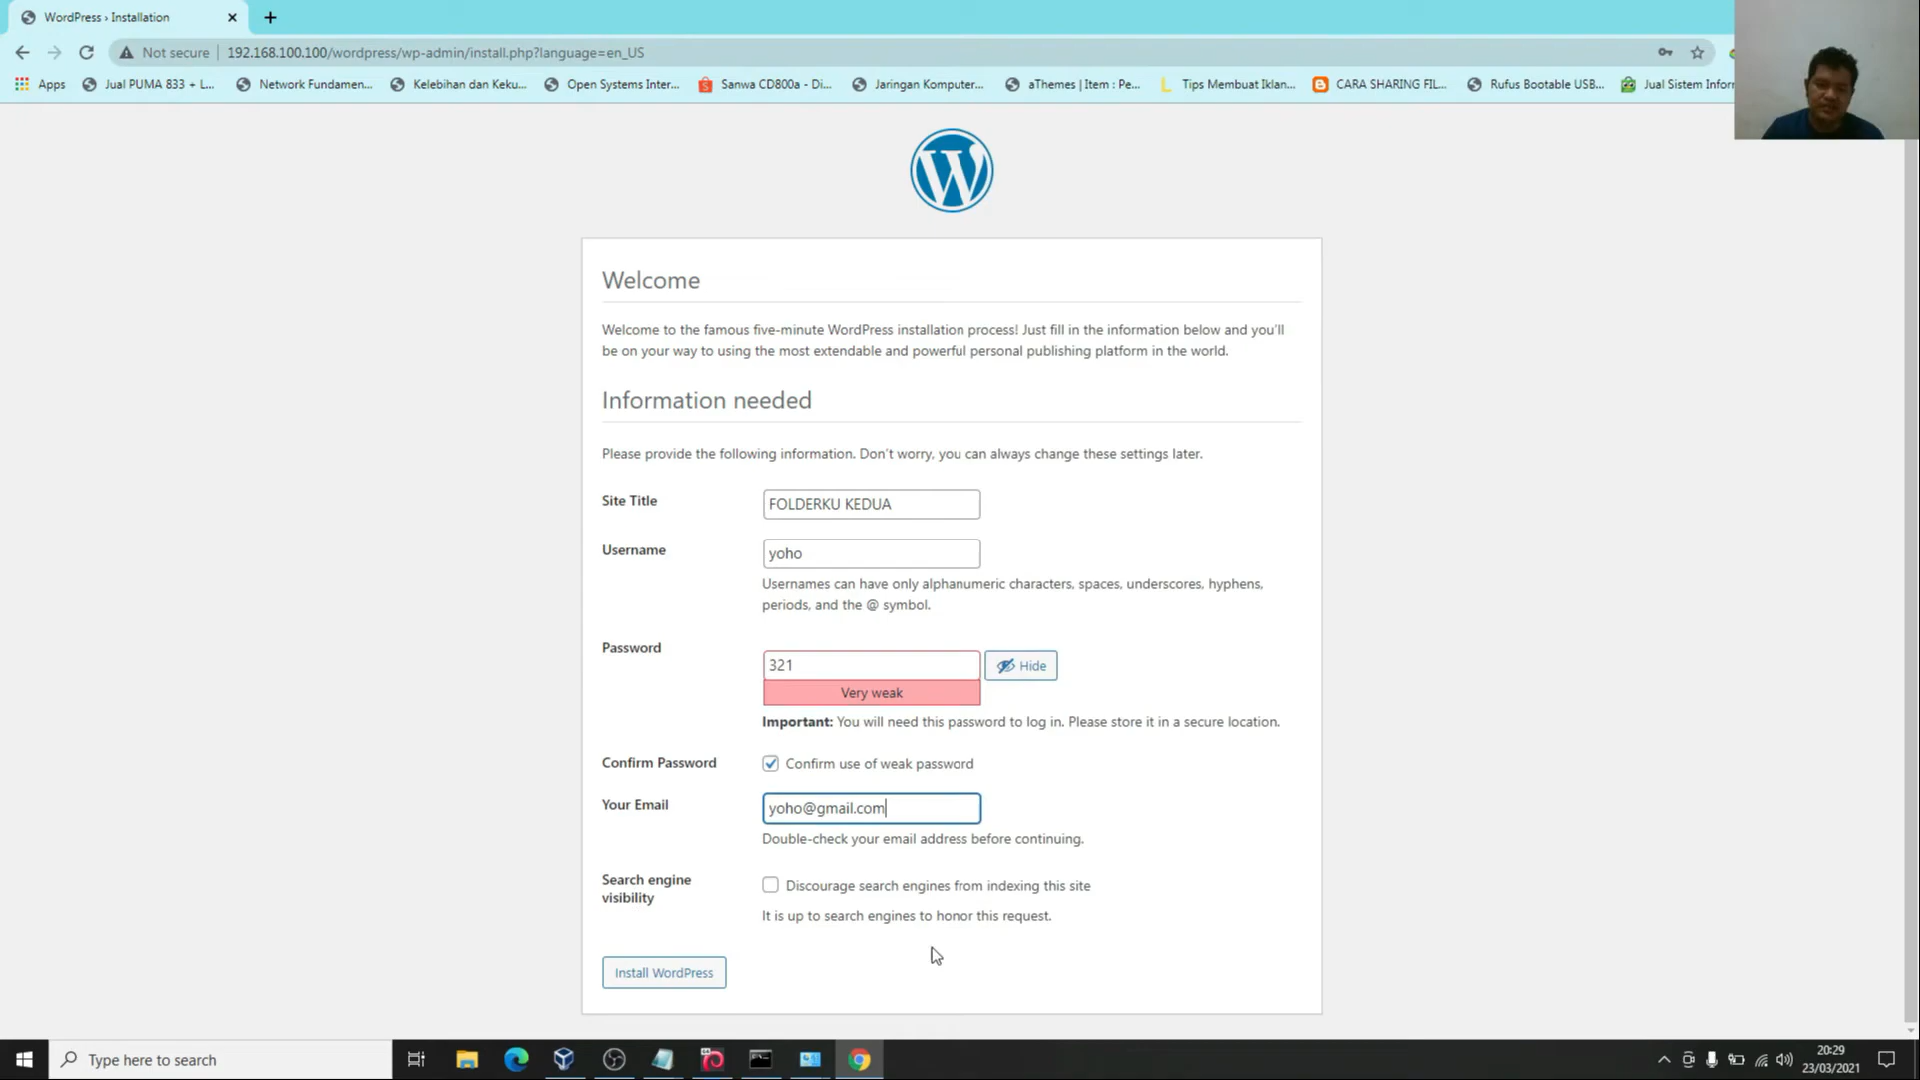 WordPress › Installation
Not secure
192.168.100.100/wordpress/wp-admin/install.php?language=en_US
Apps
Jual PUMA 833 + L...
Network Fundamen...
Kelebihan dan Keku...
Open Systems Inter...
Sanwa CD800a - Di...
Jaringan Komputer...
aThemes | Item : Pe...
Tips Membuat Iklan...
CARA SHARING FIL...
Rufus Bootable USB...
Jual Sistem Infor
Welcome
Welcome to the famous five-minute WordPress installation process! Just fill in the information below and you'll
be on your way to using the most extendable and powerful personal publishing platform in the world.
Information needed
Please provide the following information. Don't worry, you can always change these settings later.
Site Title
FOLDERKU KEDUA
Username
yoho
Usernames can have only alphanumeric characters, spaces, underscores, hyphens,
periods, and the @ symbol.
Password
321
Hide
Very weak
Important: You will need this password to log in. Please store it in a secure location.
Confirm Password
Confirm use of weak password
Your Email
yoho@gmail.com
Double-check your email address before continuing.
Search engine
visibility
Discourage search engines from indexing this site
It is up to search engines to honor this request.
Install WordPress
Type here to search
20:29
23/03/2021